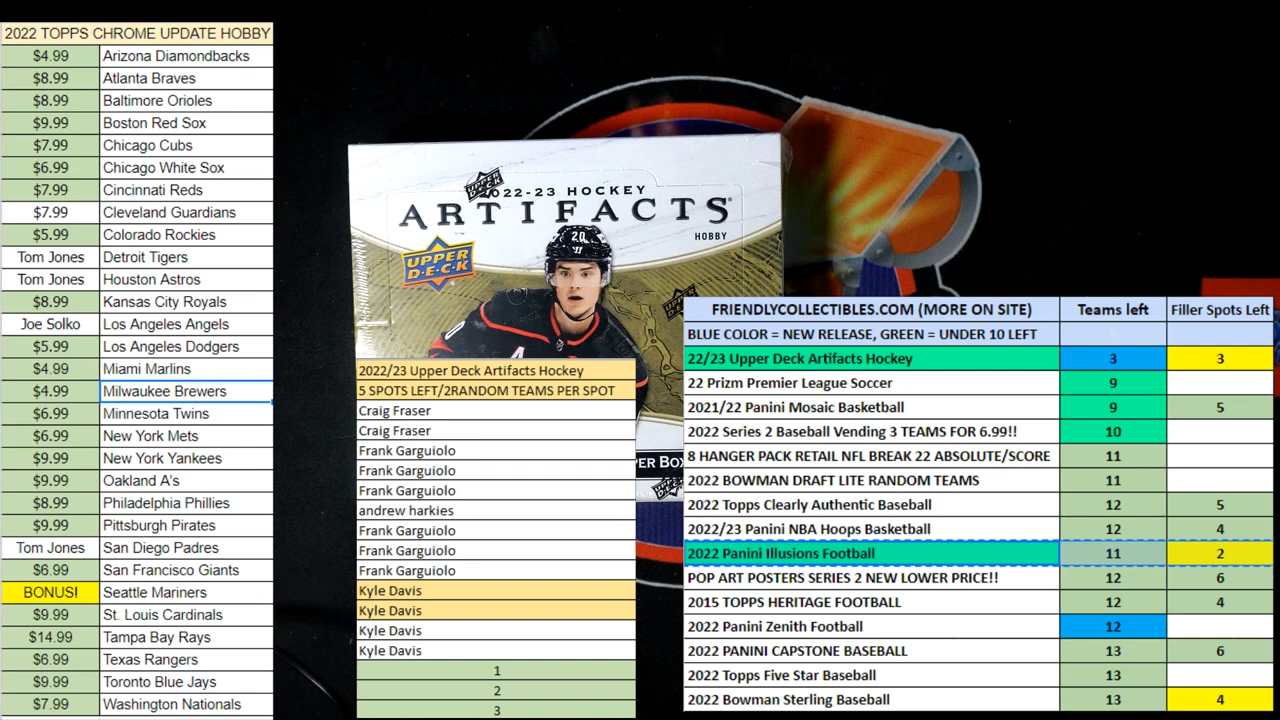 2022 TOPPS CHROME UPDATE HOBBY
$4.99 Arizona Diamondbacks
$8.99 Atlanta Braves
$8.99 Baltimore Orioles
$9.99 Boston Red Sox
$7.99 Chicago Cubs
$6.99 Chicago White Sox
$7.99 Cincinnati Reds
$7.99 Cleveland Guardians
$5.99 Colorado Rockies
Tom Jones Detroit Tigers
Tom Jones Houston Astros
$8.99 Kansas City Royals
Joe Solko Los Angeles Angels
$5.99 Los Angeles Dodgers
$4.99 Miami Marlins
$4.99 Milwaukee Brewers
$6.99 Minnesota Twins
$6.99 New York Mets
$9.99 New York Yankees
$9.99 Oakland A's
$8.99 Philadelphia Phillies
$9.99 Pittsburgh Pirates
Tom Jones San Diego Padres
$6.99 San Francisco Giants
BONUS! Seattle Mariners
$9.99 St. Louis Cardinals
$14.99 Tampa Bay Rays
$6.99 Texas Rangers
$9.99 Toronto Blue Jays
$7.99 Washington Nationals
UPPER DECK
2022-23 HOCKEY
ARTIFACTS
HOBBY
UPPER DECK
20
A
2022/23 Upper Deck Artifacts Hockey
5 SPOTS LEFT/2RANDOM TEAMS PER SPOT
Craig Fraser
Craig Fraser
Frank Garguiolo
Frank Garguiolo
Frank Garguiolo
andrew harkies
Frank Garguiolo
Frank Garguiolo
Frank Garguiolo
Kyle Davis
Kyle Davis
Kyle Davis
Kyle Davis
1
2
3
FRIENDLYCOLLECTIBLES.COM (MORE ON SITE) Teams left Filler Spots Left
BLUE COLOR = NEW RELEASE, GREEN = UNDER 10 LEFT
22/23 Upper Deck Artifacts Hockey 3 3
22 Prizm Premier League Soccer 9
2021/22 Panini Mosaic Basketball 9 5
2022 Series 2 Baseball Vending 3 TEAMS FOR 6.99!! 10
8 HANGER PACK RETAIL NFL BREAK 22 ABSOLUTE/SCORE 11
2022 BOWMAN DRAFT LITE RANDOM TEAMS 11
2022 Topps Clearly Authentic Baseball 12 5
2022/23 Panini NBA Hoops Basketball 12 4
2022 Panini Illusions Football 11 2
POP ART POSTERS SERIES 2 NEW LOWER PRICE!! 12 6
2015 TOPPS HERITAGE FOOTBALL 12 4
2022 Panini Zenith Football 12
2022 PANINI CAPSTONE BASEBALL 13 6
2022 Topps Five Star Baseball 13
2022 Bowman Sterling Baseball 13 4